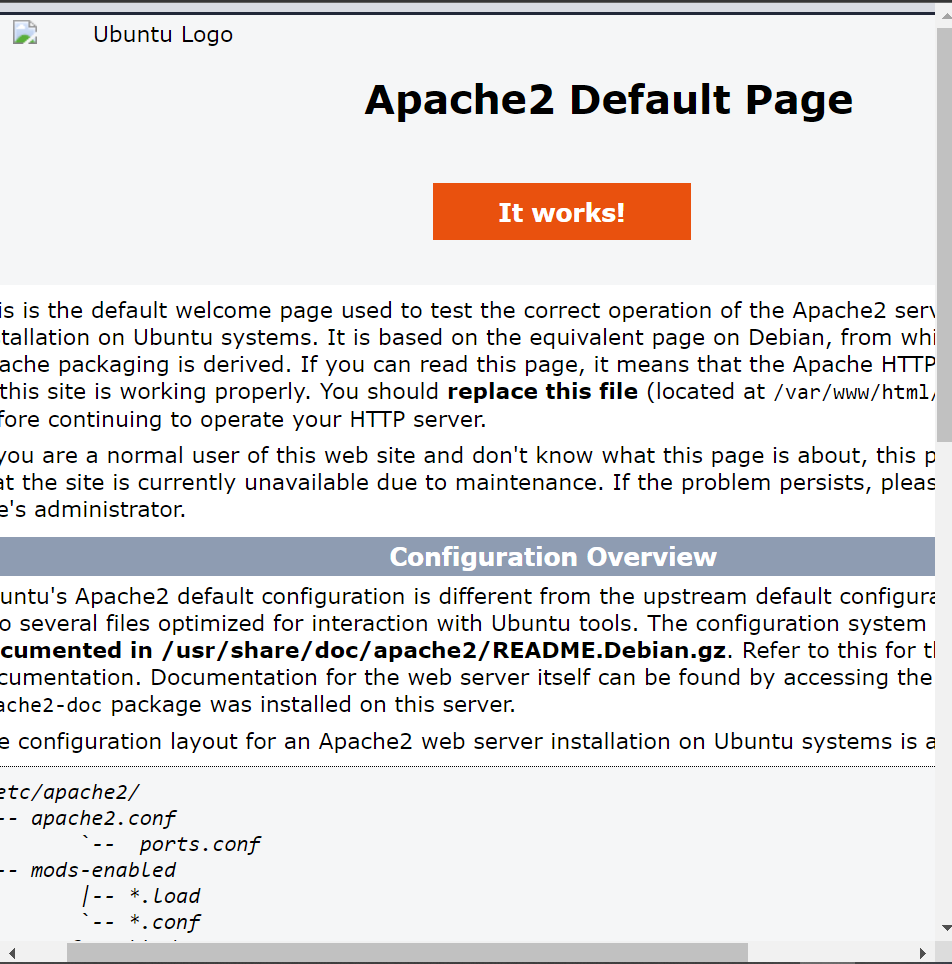 Ubuntu Logo
Apache2 Default Page
It works!
is is the default welcome page used to test the correct operation of the Apache2 serv
tallation on Ubuntu systems. It is based on the equivalent page on Debian, from whi
ache packaging is derived. If you can read this page, it means that the Apache HTTP
this site is working properly. You should replace this file (located at /var/www/html/
fore continuing to operate your HTTP server.
you are a normal user of this web site and don't know what this page is about, this p
at the site is currently unavailable due to maintenance. If the problem persists, pleas
e's administrator.
Configuration Overview
untu's Apache2 default configuration is different from the upstream default configura
o several files optimized for interaction with Ubuntu tools. The configuration system
cumented in /usr/share/doc/apache2/README.Debian.gz. Refer to this for th
cumentation. Documentation for the web server itself can be found by accessing the
ache2-doc package was installed on this server.
e configuration layout for an Apache2 web server installation on Ubuntu systems is a
etc/apache2/
-- apache2.conf
`-- ports.conf
-- mods-enabled
|-- *.load
`-- *.conf